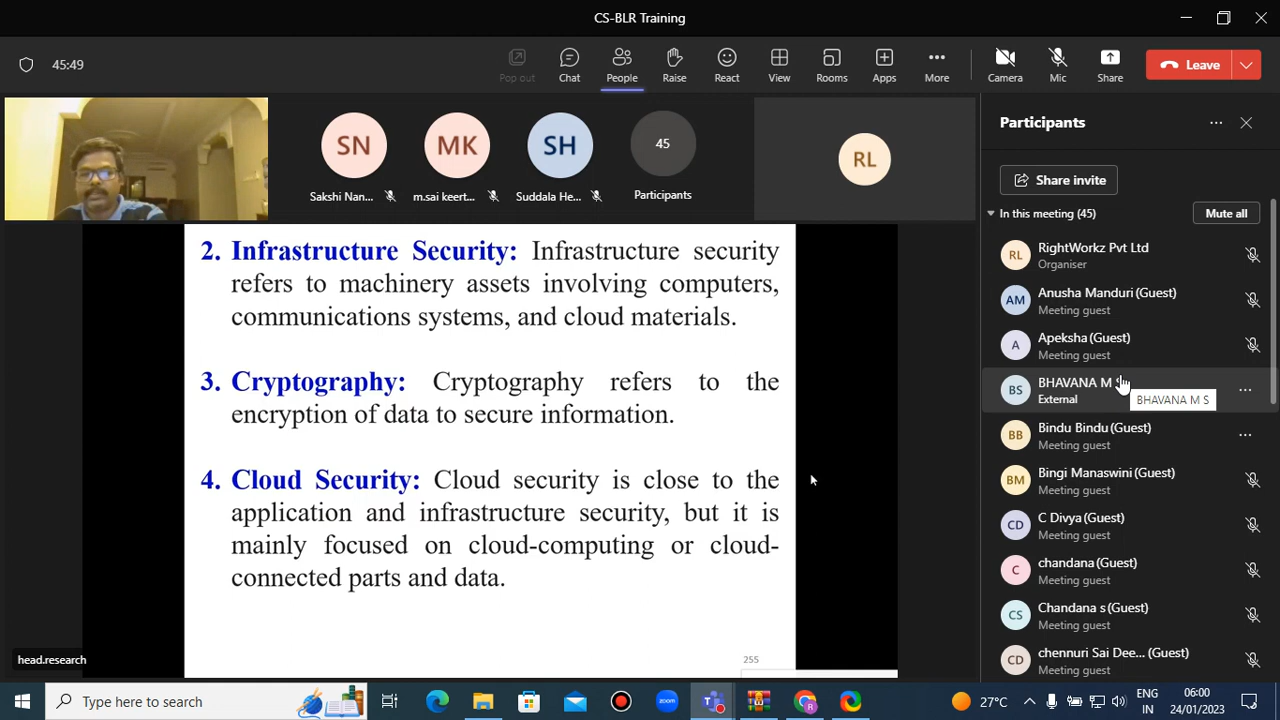 CS-BLR Training
45:49
Pop out
Chat
People
Raise
React
View
Rooms
Apps
More
Camera
Mic
Share
Leave
SN
MK
SH
45
RL
Sakshi Nan...
m.sai keert...
Suddala He...
Participants
2. Infrastructure Security: Infrastructure security
refers to machinery assets involving computers,
communications systems, and cloud materials.
3. Cryptography: Cryptography refers to the
encryption of data to secure information.
4. Cloud Security: Cloud security is close to the
application and infrastructure security, but it is
mainly focused on cloud-computing or cloud-
connected parts and data.
255
head.research
Participants
Share invite
In this meeting (45)
Mute all
RL
RightWorkz Pvt Ltd
Organiser
AM
Anusha Manduri (Guest)
Meeting guest
A
Apeksha (Guest)
Meeting guest
BS
BHAVANA M S
External
BHAVANA M S
BB
Bindu Bindu (Guest)
Meeting guest
BM
Bingi Manaswini (Guest)
Meeting guest
CD
C Divya (Guest)
Meeting guest
C
chandana (Guest)
Meeting guest
CS
Chandana s (Guest)
Meeting guest
CD
chennuri Sai Dee... (Guest)
Meeting guest
Type here to search
zoom
27°C
ENG
IN
06:00
24/01/2023